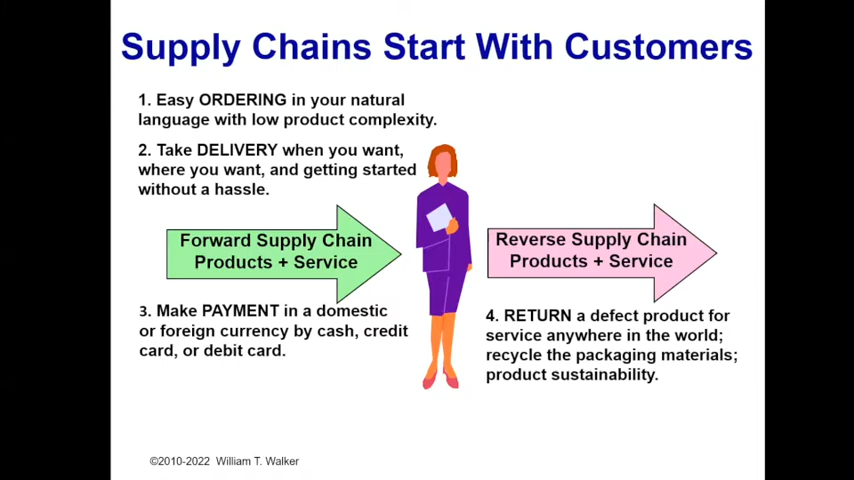 Supply Chains Start With Customers
1. Easy ORDERING in your natural
language with low product complexity.
2. Take DELIVERY when you want,
where you want, and getting started
without a hassle.
Forward Supply Chain
Products + Service
Reverse Supply Chain
Products + Service
3. Make PAYMENT in a domestic
or foreign currency by cash, credit
card, or debit card.
4. RETURN a defect product for
service anywhere in the world;
recycle the packaging materials;
product sustainability.
©2010-2022 William T. Walker